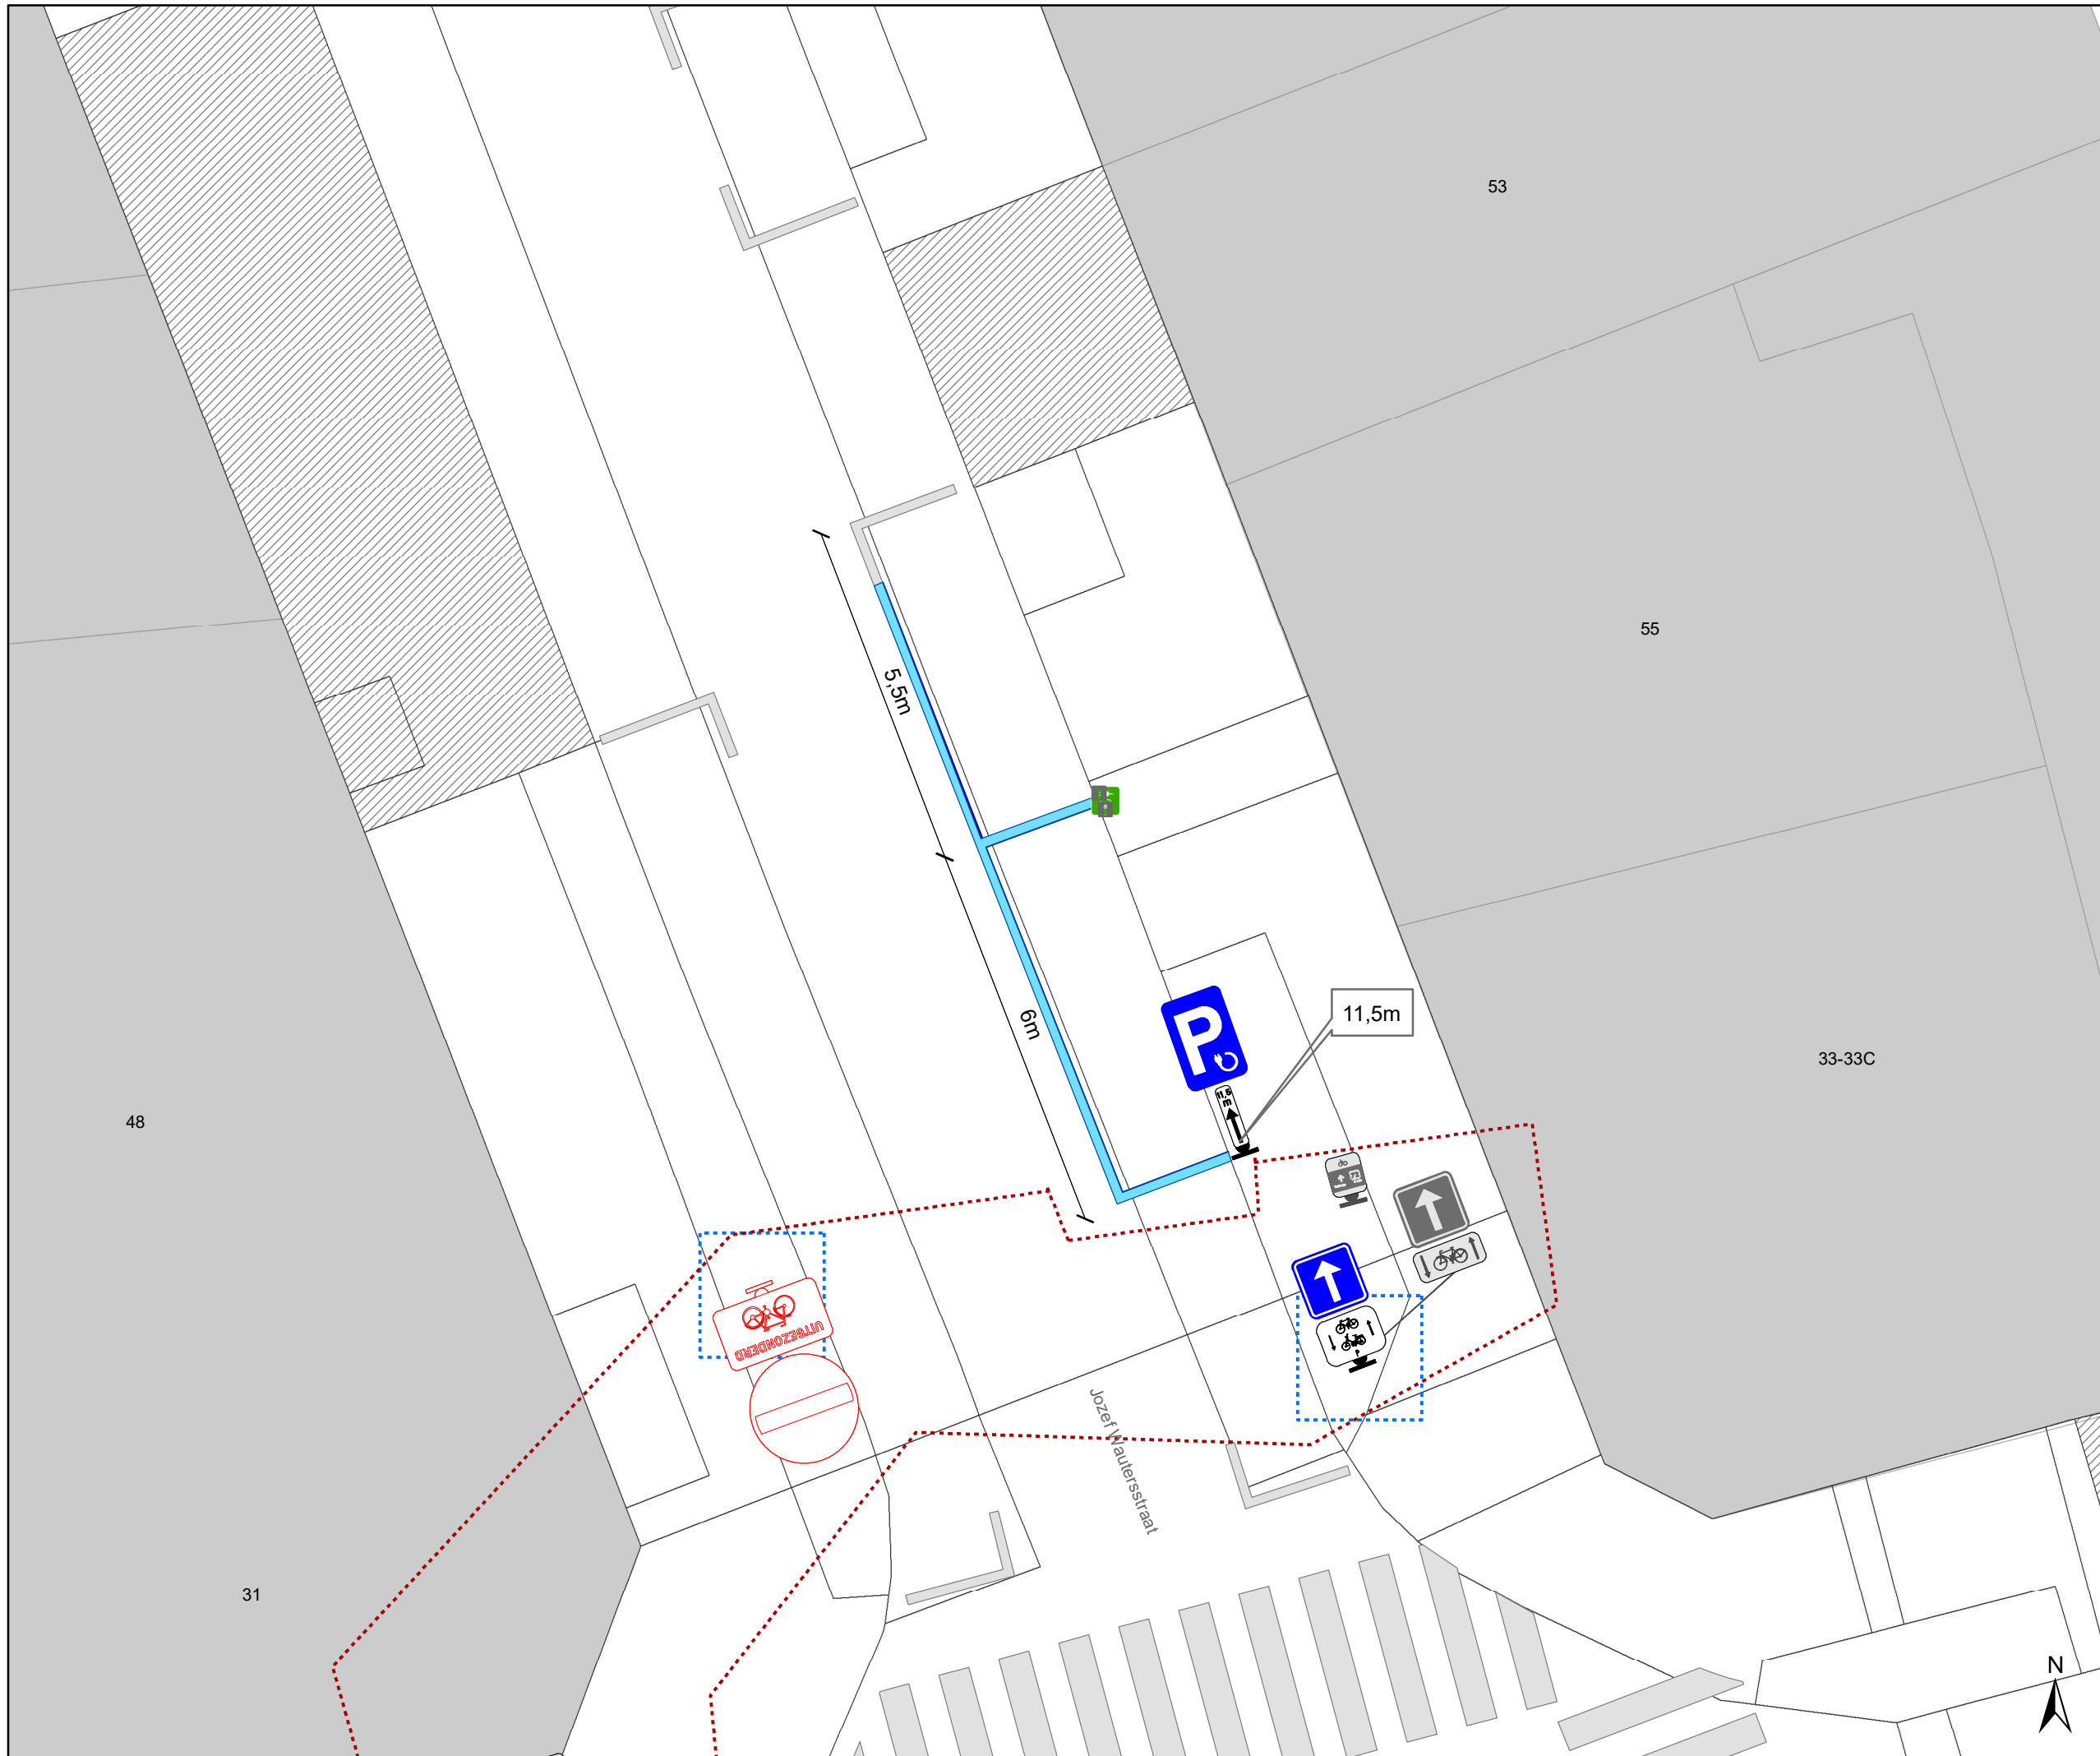 53
55
5,5m
P
6m
11,5m
33-33C
48
UITGEZONDERD
Jozef Wautersstraat
31
N